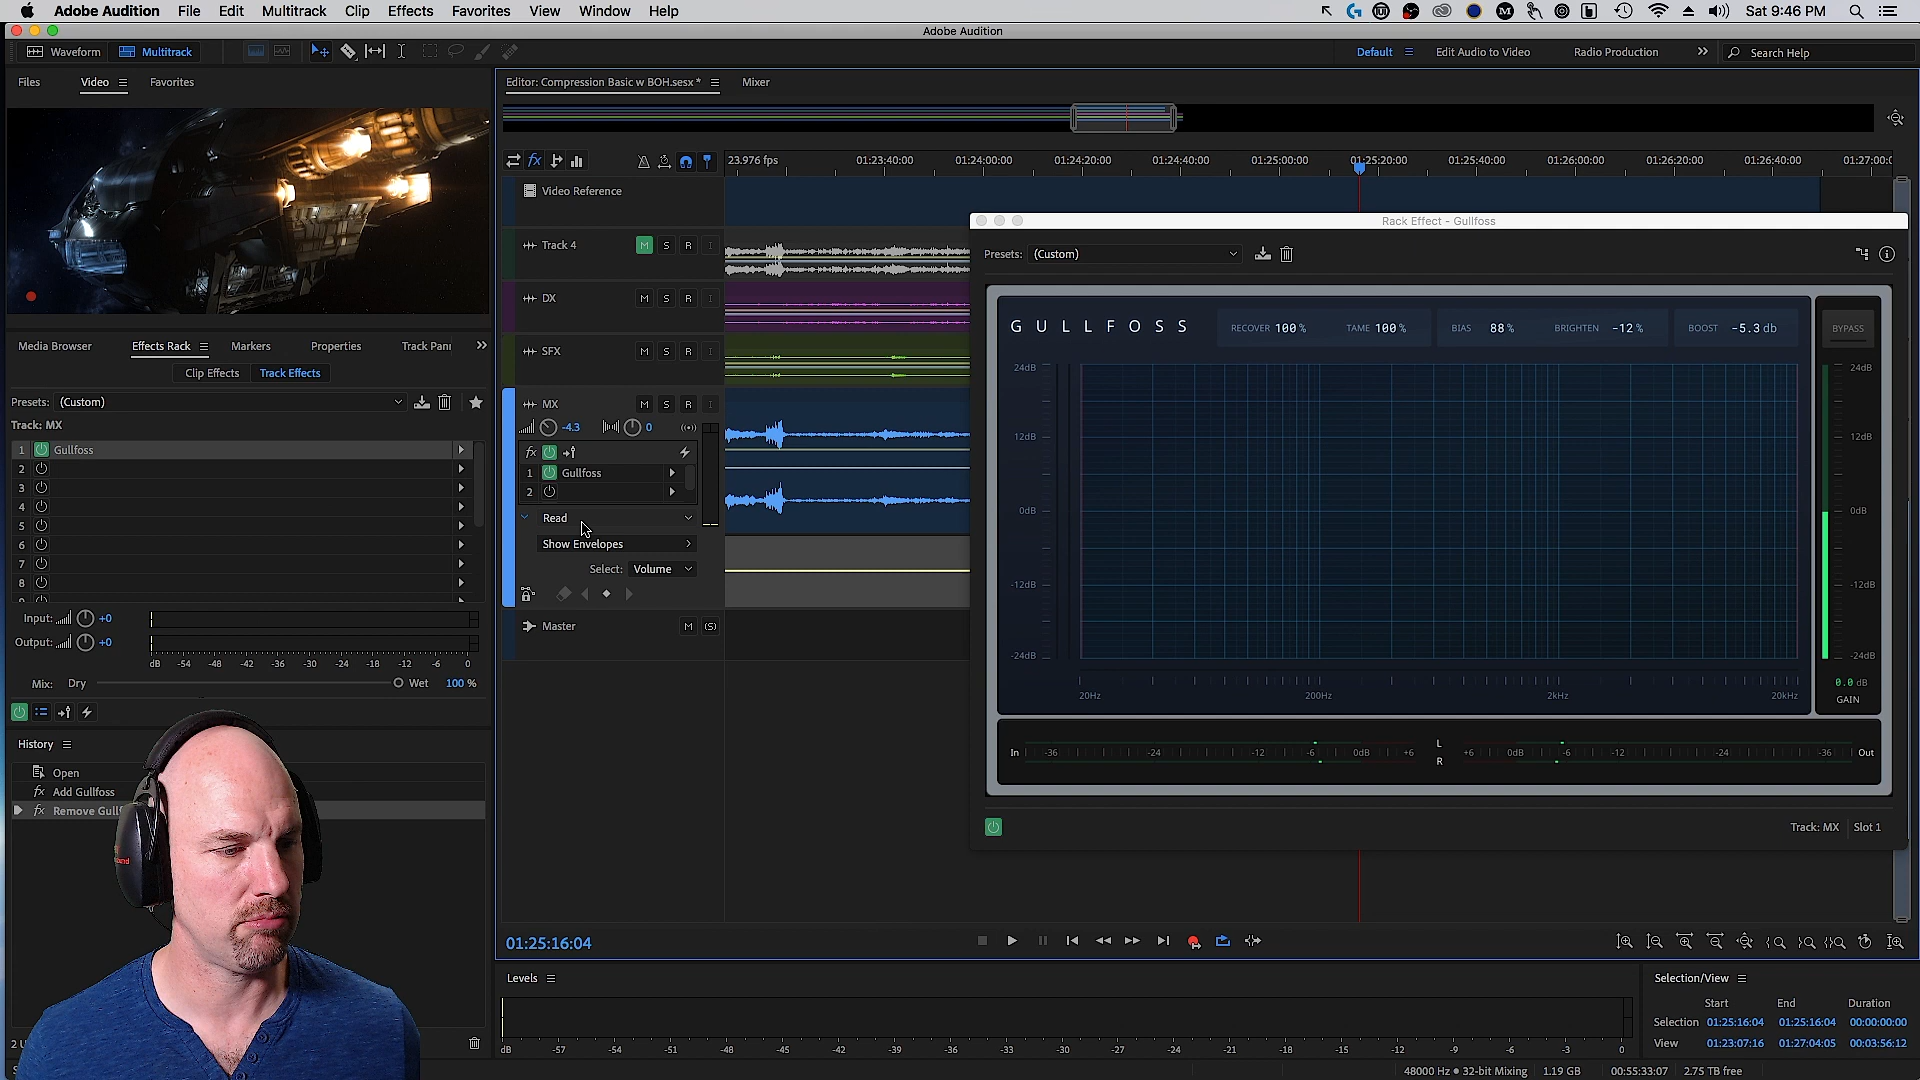 Adobe Audition File Edit Multitrack Clip Effects Favorites View Window Help
Sat 9:46 PM
Adobe Audition
Waveform Multitrack
Default Edit Audio to Video Radio Production Search Help
Files Video Favorites
Editor: Compression Basic w BOH.sesx * Mixer
23.976 fps 01:23:40:00 01:24:00:00 01:24:20:00 01:24:40:00 01:25:00:00 01:25:20:00 01:25:40:00 01:26:00:00 01:26:20:00 01:26:40:00 01:27:00:0
Video Reference
Track 4 M S R I
DX M S R I
SFX M S R I
MX M S R I
-4.3 0
fx
1 Gullfoss
2
Read
Show Envelopes
Select: Volume
Master M (S)
Rack Effect - Gullfoss
Presets: (Custom)
GULLFOSS RECOVER 100% TAME 100% BIAS 88% BRIGHTEN -12% BOOST -5.3 db BYPASS
24dB 24dB
12dB 12dB
0dB 0dB
-12dB -12dB
-24dB -24dB
0.0 dB
GAIN
20Hz 200Hz 2kHz 20kHz
In -36 -24 -12 -6 0dB +6 L +6 0dB -6 -12 -24 -36 Out
R
Track: MX Slot 1
Media Browser Effects Rack Markers Properties Track Pan
Clip Effects Track Effects
Presets: (Custom)
Track: MX
1 Gullfoss
2
3
4
5
6
7
8
Input: +0
Output: +0
dB -54 -48 -42 -36 -30 -24 -18 -12 -6 0
Mix: Dry Wet 100 %
History
Open
fx Add Gullfoss
fx Remove Gullf
01:25:16:04
Levels
dB -57 -54 -51 -48 -45 -42 -39 -36 -33 -30 -27 -24 -21 -18 -15 -12 -9 -6 -3 0
Selection/View
Start End Duration
Selection 01:25:16:04 01:25:16:04 00:00:00:00
View 01:23:07:16 01:27:04:05 00:03:56:12
48000 Hz ● 32-bit Mixing 1.19 GB 00:55:33:07 2.75 TB free